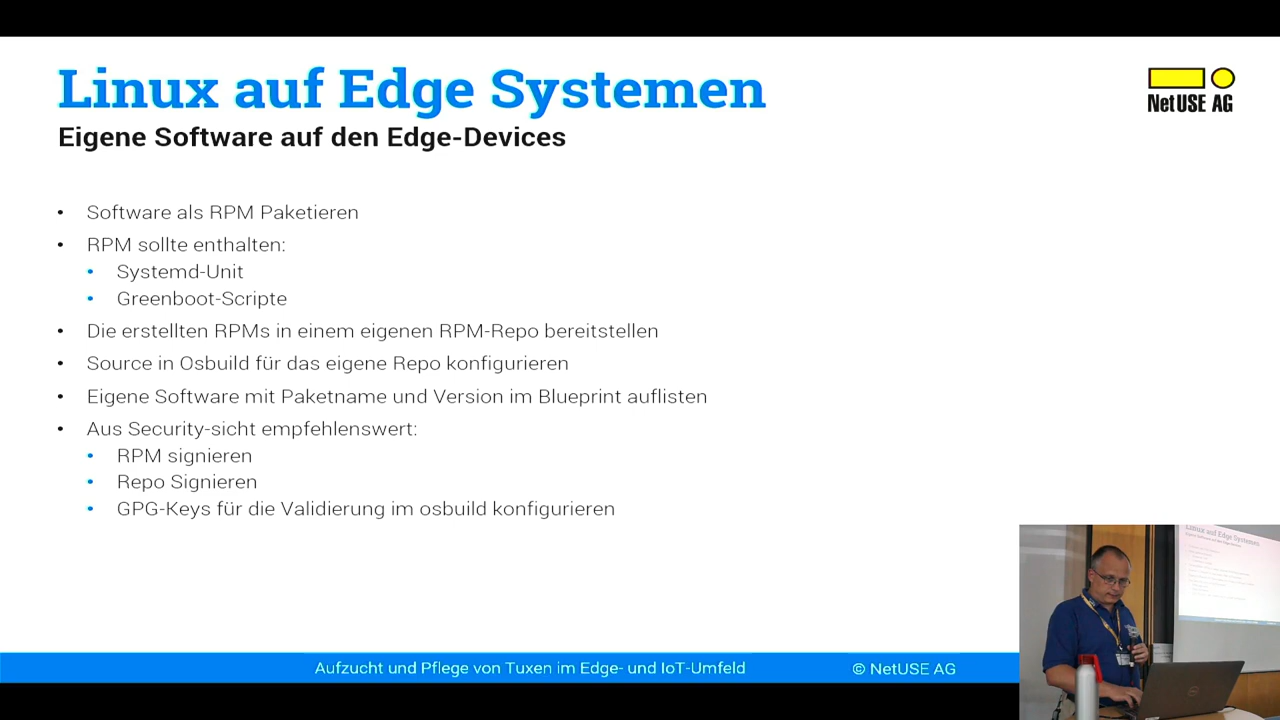 Linux auf Edge Systemen
NetUSE AG
Eigene Software auf den Edge-Devices
• Software als RPM Paketieren
• RPM sollte enthalten:
• Systemd-Unit
• Greenboot-Scripte
• Die erstellten RPMs in einem eigenen RPM-Repo bereitstellen
• Source in Osbuild für das eigene Repo konfigurieren
• Eigene Software mit Paketname und Version im Blueprint auflisten
• Aus Security-sicht empfehlenswert:
• RPM signieren
• Repo Signieren
• GPG-Keys für die Validierung im osbuild konfigurieren
Linux auf Edge Systemen
Aufzucht und Pflege von Tuxen im Edge- und IoT-Umfeld
© NetUSE AG